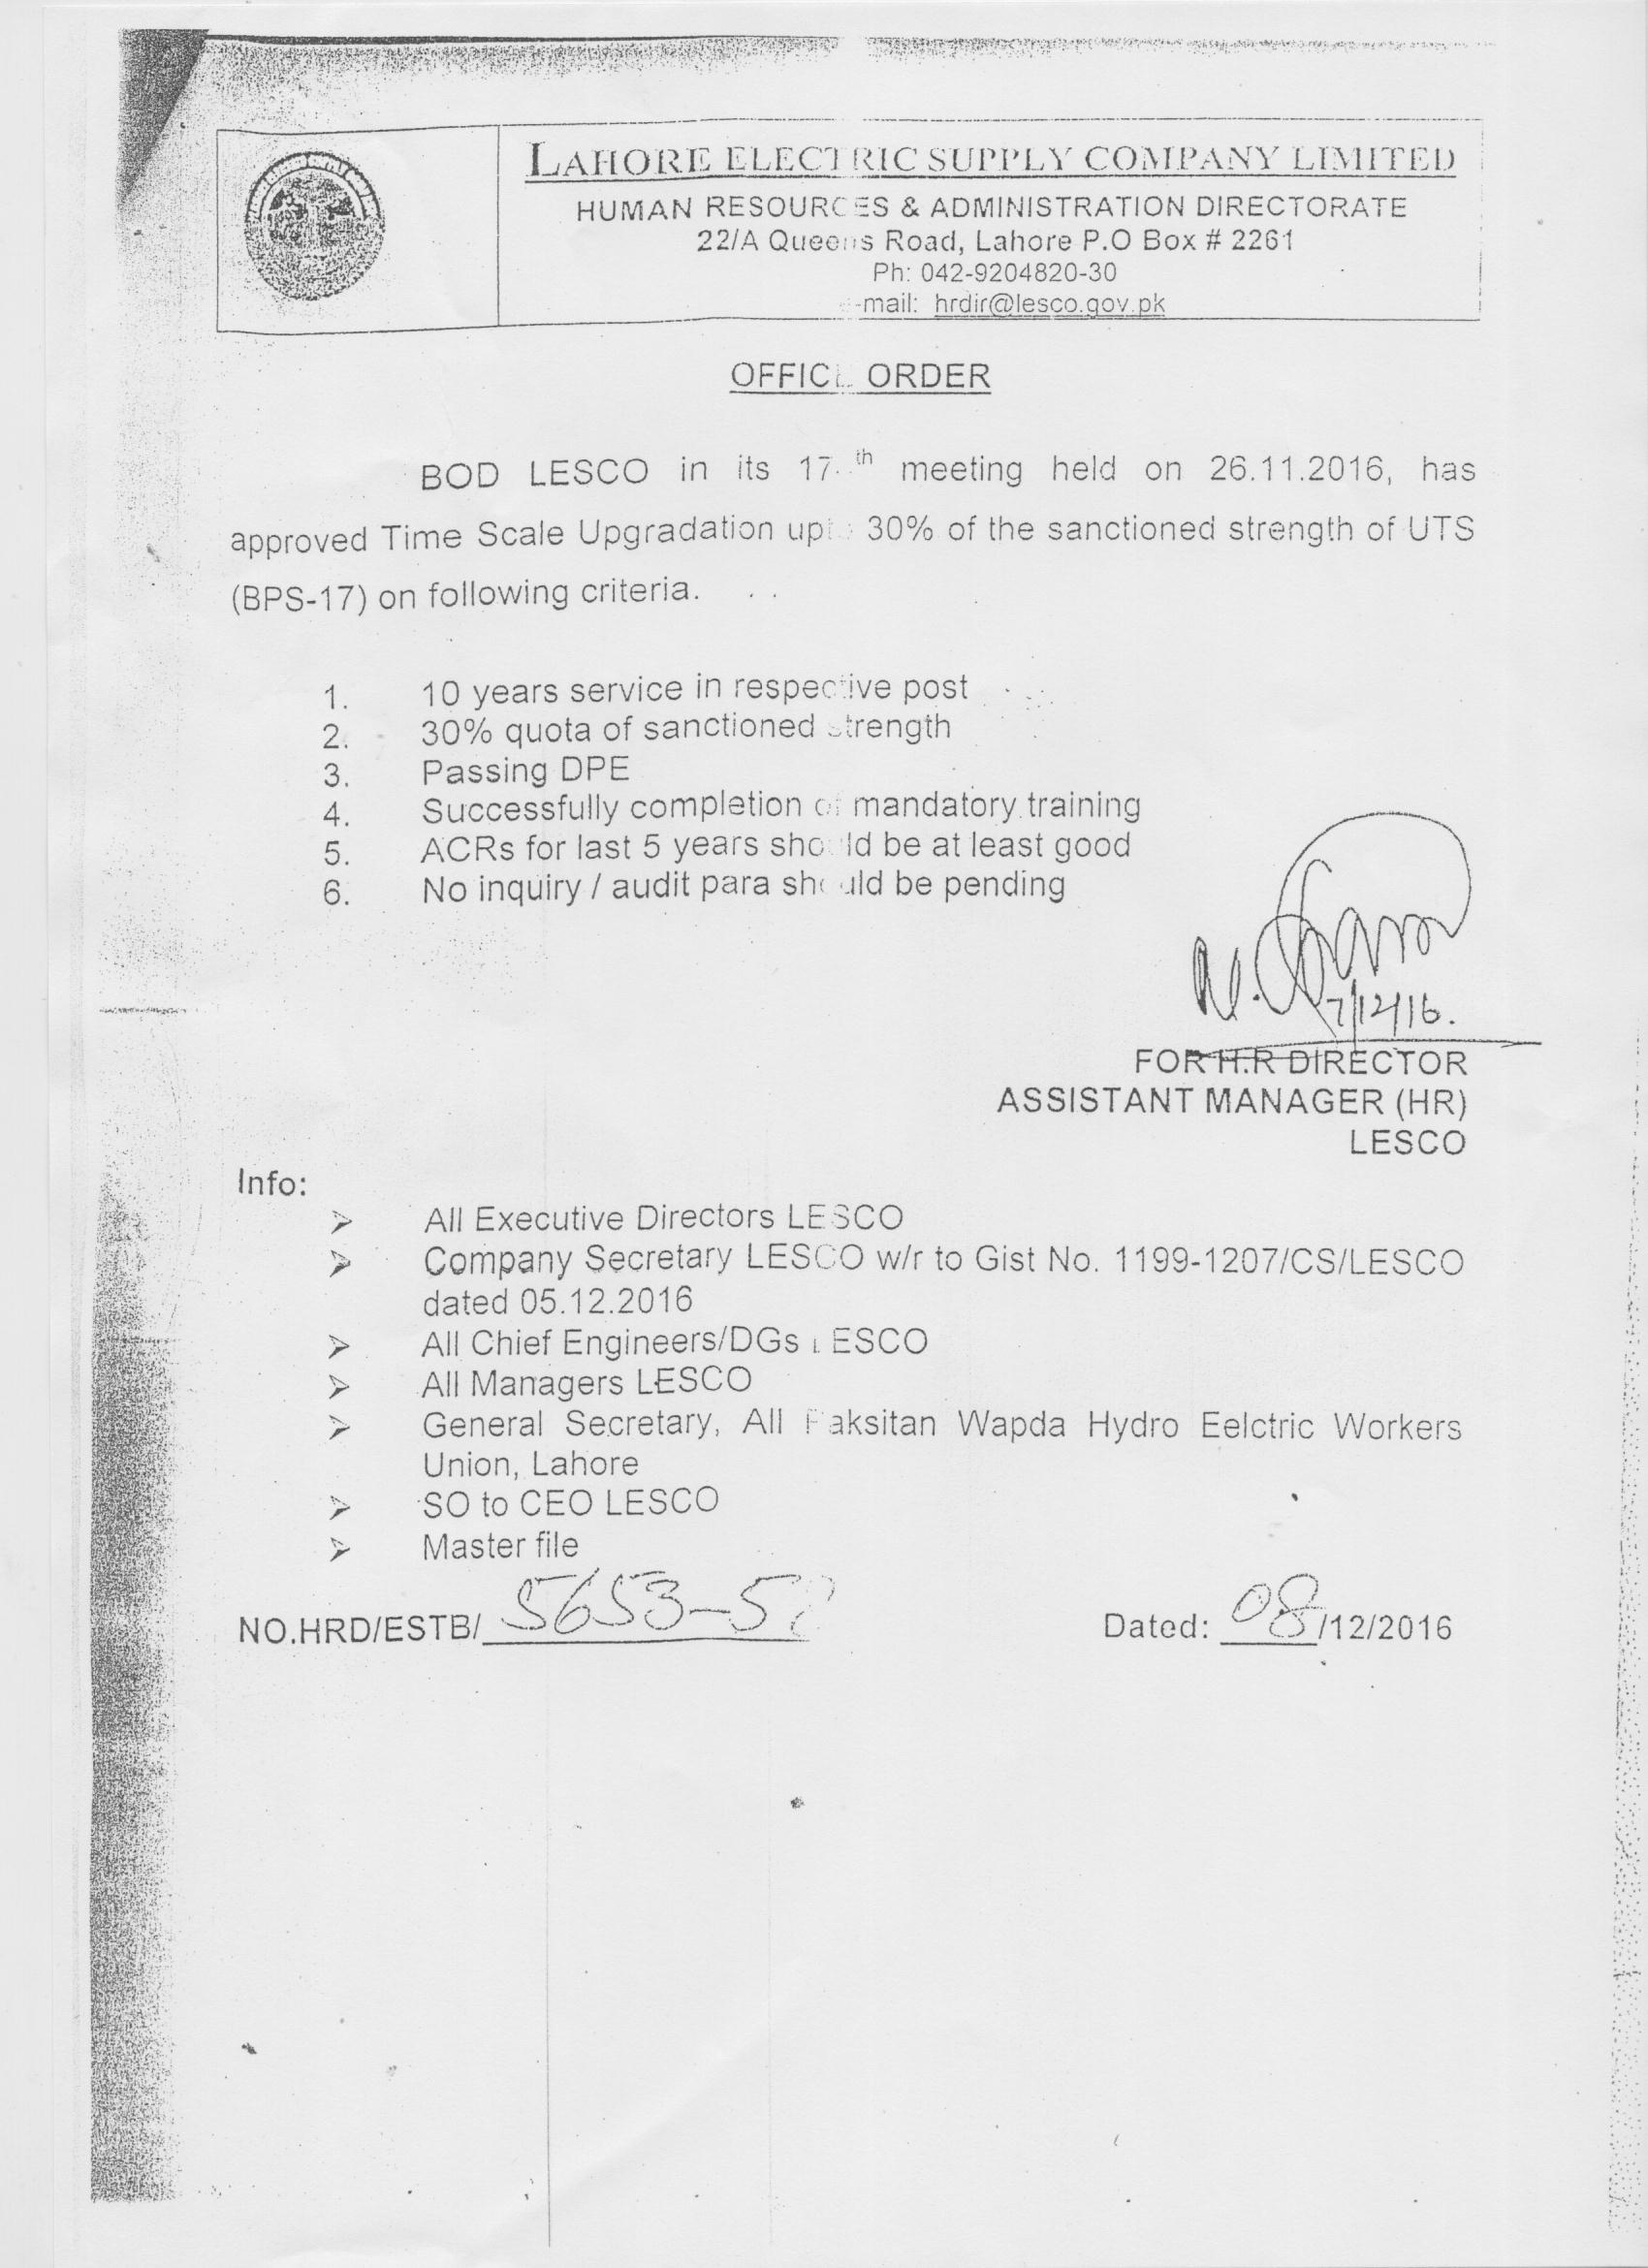 LAHORE ELECTRIC SUPPLY COMPANY LIMITED
HUMAN RESOURCES & ADMINISTRATION DIRECTORATE
22/A Queens Road, Lahore P.O Box # 2261
Ph: 042-9204820-30
-mail: hrdir@lesco.gov.pk
OFFICE ORDER
BOD LESCO in its meeting held on 26.11.2016, has
approved Time Scale Upgradation 30% of the sanctioned strength of UTS
(BPS-17) on following criteria.
1. 10 years service in respective post
2. 30% quota of sanctioned strength
3. Passing DPE
4. Successfully completion of mandatory training
5. ACRs for last 5 years should be at least good
6. No inquiry / audit para should be pending
7/12/16.
FOR H.R DIRECTOR
ASSISTANT MANAGER (HR)
LESCO
Info:
➢ All Executive Directors LESCO
➢ Company Secretary LESCO w/r to Gist No. 1199-1207/CS/LESCO
dated 05.12.2016
➢ All Chief Engineers/DGs LESCO
➢ All Managers LESCO
➢ General Secretary, All Paksitan Wapda Hydro Eelctric Workers
Union, Lahore
➢ SO to CEO LESCO
➢ Master file
NO.HRD/ESTB/ Dated: 08/12/2016